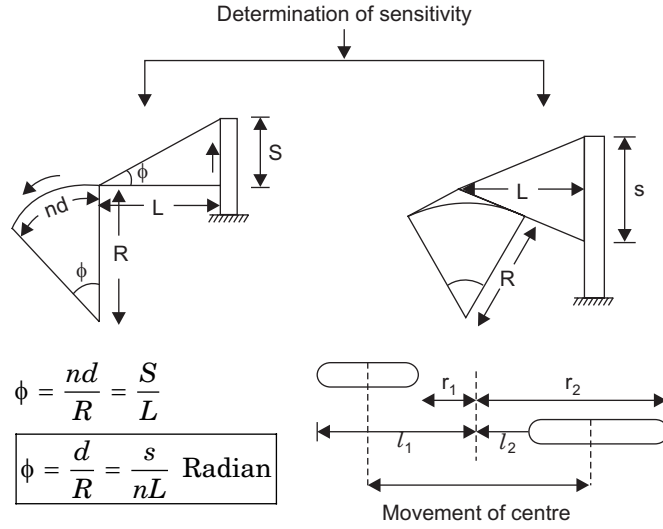 Determination of sensitivity
S
ϕ
nd
L
R
ϕ
L
s
R
ϕ = nd/R = S/L
ϕ = d/R = s/nL Radian
r₁ r₂
l₁ l₂
Movement of centre